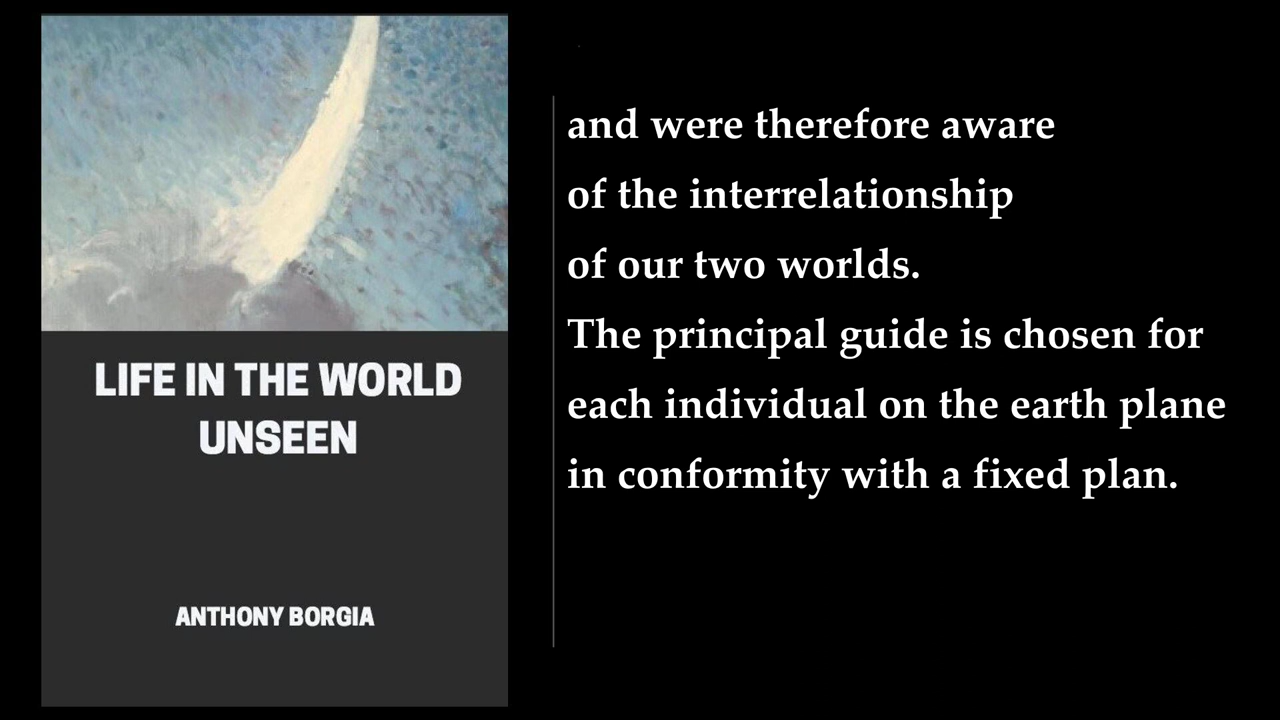 LIFE IN THE WORLD
UNSEEN
ANTHONY BORGIA
and were therefore aware
of the interrelationship
of our two worlds.
The principal guide is chosen for
each individual on the earth plane
in conformity with a fixed plan.